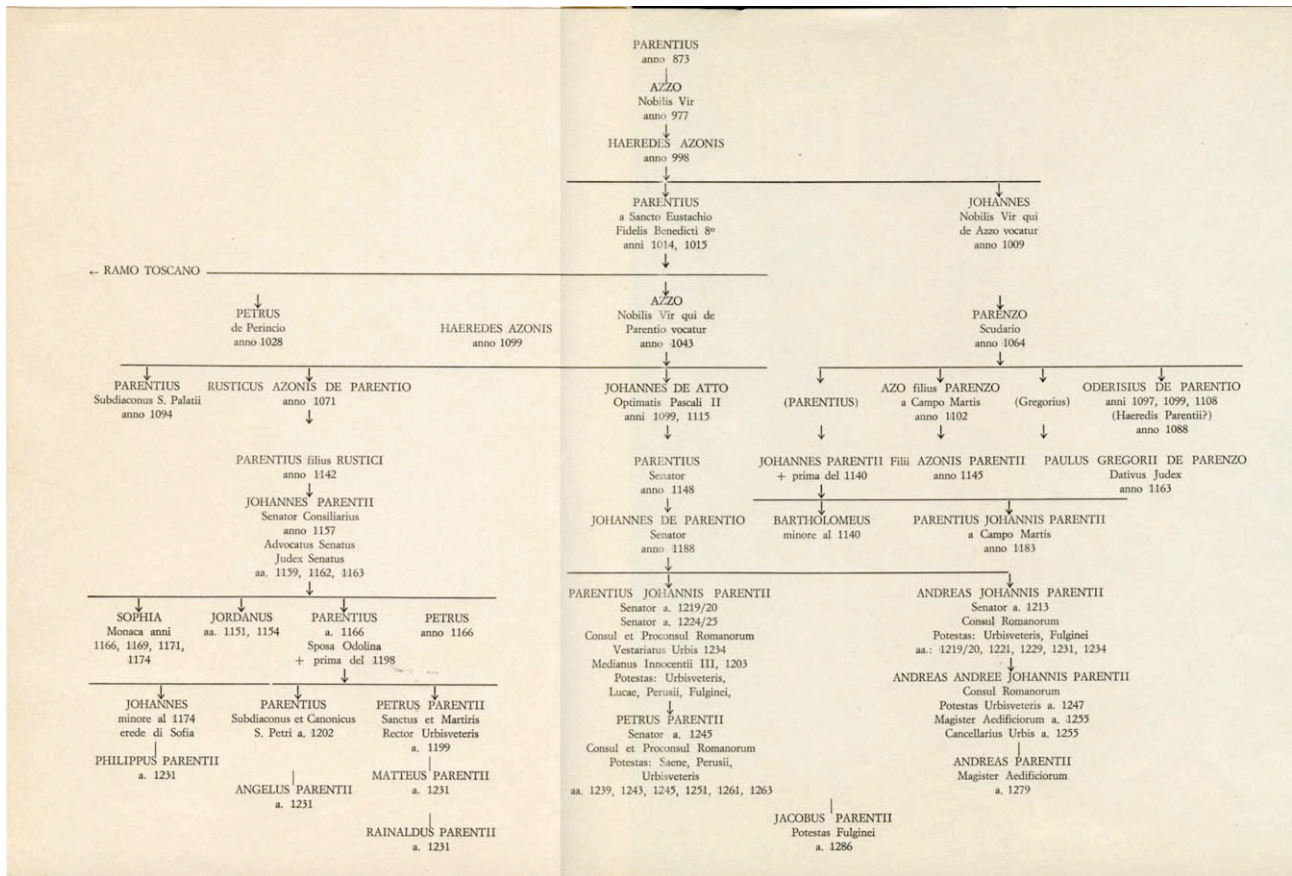 PARENTIUS
anno 873
AZZO
Nobilis Vir
anno 977
HAEREDES AZONIS
anno 998
PARENTIUS
a Sancto Eustachio
Fidelis Benedicti 8º
anni 1014, 1015
JOHANNES
Nobilis Vir qui
de Azzo vocatur
anno 1009
← RAMO TOSCANO
PETRUS
de Perincio
anno 1028
HAEREDES AZONIS
anno 1099
AZZO
Nobilis Vir qui de
Parentio vocatur
anno 1043
PARENZO
Scudario
anno 1064
PARENTIUS
Subdiaconus S. Palatii
anno 1094
RUSTICUS AZONIS DE PARENTIO
anno 1071
JOHANNES DE ATTO
Optimatis Pascali II
anni 1099, 1115
(PARENTIUS)
AZO filius PARENZO
a Campo Martis
anno 1102
(Gregorius)
ODERISIUS DE PARENTIO
anni 1097, 1099, 1108
(Haeredis Parentii?)
anno 1088
PARENTIUS filius RUSTICI
anno 1142
PARENTIUS
Senator
anno 1148
JOHANNES PARENTII
+ prima del 1140
Filii AZONIS PARENTII
anno 1145
PAULUS GREGORII DE PARENZO
Dativus Judex
anno 1163
JOHANNES PARENTII
Senator Consiliarius
anno 1157
Advocatus Senatus
Judex Senatus
aa. 1159, 1162, 1163
JOHANNES DE PARENTIO
Senator
anno 1188
BARTHOLOMEUS
minore al 1140
PARENTIUS JOHANNIS PARENTII
a Campo Martis
anno 1183
SOPHIA
Monaca anni
1166, 1169, 1171,
1174
JORDANUS
aa. 1151, 1154
PARENTIUS
a. 1166
Sposa Odolina
+ prima del 1198
PETRUS
anno 1166
PARENTIUS JOHANNIS PARENTII
Senator a. 1219/20
Senator a. 1224/25
Consul et Proconsul Romanorum
Vestariatus Urbis 1234
Medianus Innocentii III, 1203
Potestas: Urbisveteris,
Lucae, Perusii, Fulginei,
ANDREAS JOHANNIS PARENTII
Senator a. 1213
Consul Romanorum
Potestas: Urbisveteris, Fulginei
aa.: 1219/20, 1221, 1229, 1231, 1234
JOHANNES
minore al 1174
erede di Sofia
PARENTIUS
Subdiaconus et Canonicus
S. Petri a. 1202
PETRUS PARENTII
Sanctus et Martiris
Rector Urbisveteris
a. 1199
PETRUS PARENTII
Senator a. 1245
Consul et Proconsul Romanorum
Potestas: Saene, Perusii,
Urbisveteris
aa. 1239, 1243, 1245, 1251, 1261, 1263
ANDREAS ANDREE JOHANNIS PARENTII
Consul Romanorum
Potestas Urbisveteris a. 1247
Magister Aedificiorum a. 1255
Cancellarius Urbis a. 1255
PHILIPPUS PARENTII
a. 1231
ANGELUS PARENTII
a. 1231
MATTEUS PARENTII
a. 1231
ANDREAS PARENTII
Magister Aedificiorum
a. 1279
RAINALDUS PARENTII
a. 1231
JACOBUS PARENTII
Potestas Fulginei
a. 1286